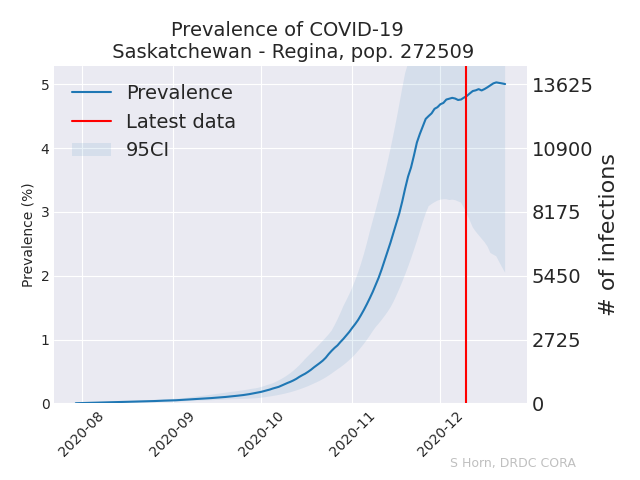 Prevalence of COVID-19
Saskatchewan - Regina, pop. 272509
Prevalence
Latest data
95CI
Prevalence (%)
5
4
3
2
1
0
13625
10900
8175
5450
2725
0
# of infections
2020-08
2020-09
2020-10
2020-11
2020-12
S Horn, DRDC CORA